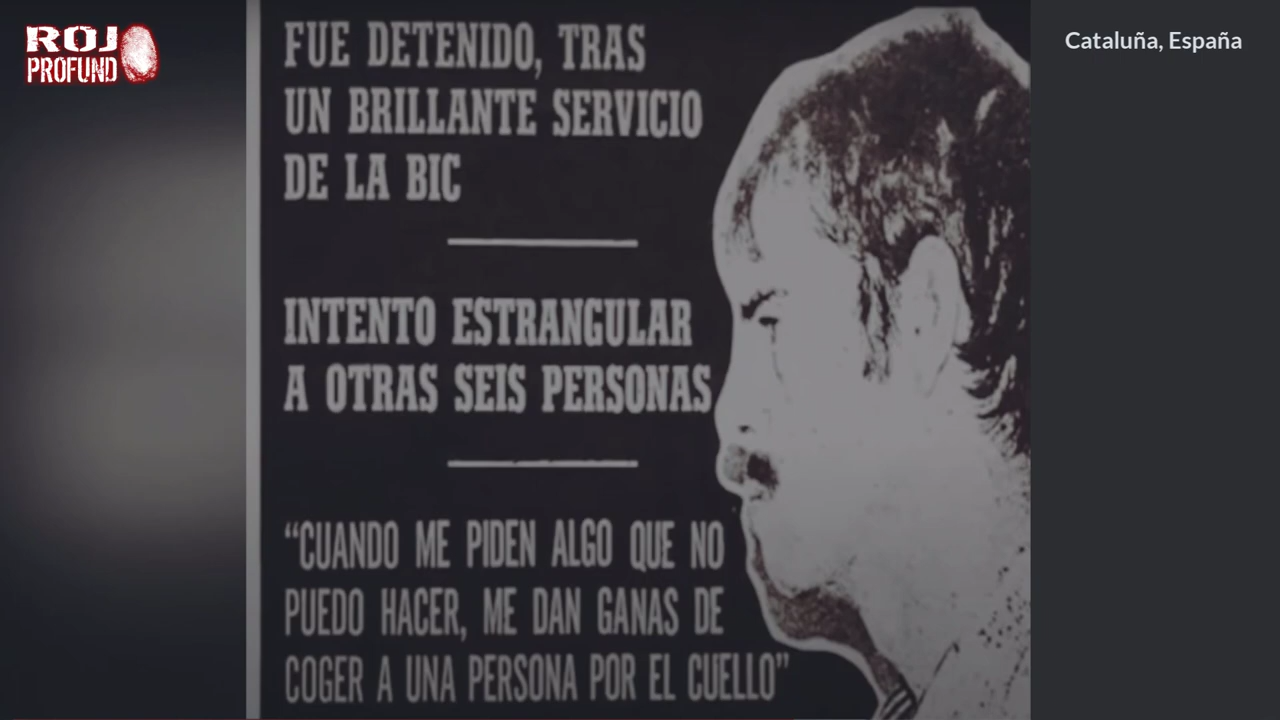 ROJO
PROFUND
Cataluña, España
FUE DETENIDO, TRAS
UN BRILLANTE SERVICIO
DE LA BIC
INTENTO ESTRANGULAR
A OTRAS SEIS PERSONAS
“CUANDO ME PIDEN ALGO QUE NO
PUEDO HACER, ME DAN GANAS DE
COGER A UNA PERSONA POR EL CUELLO”